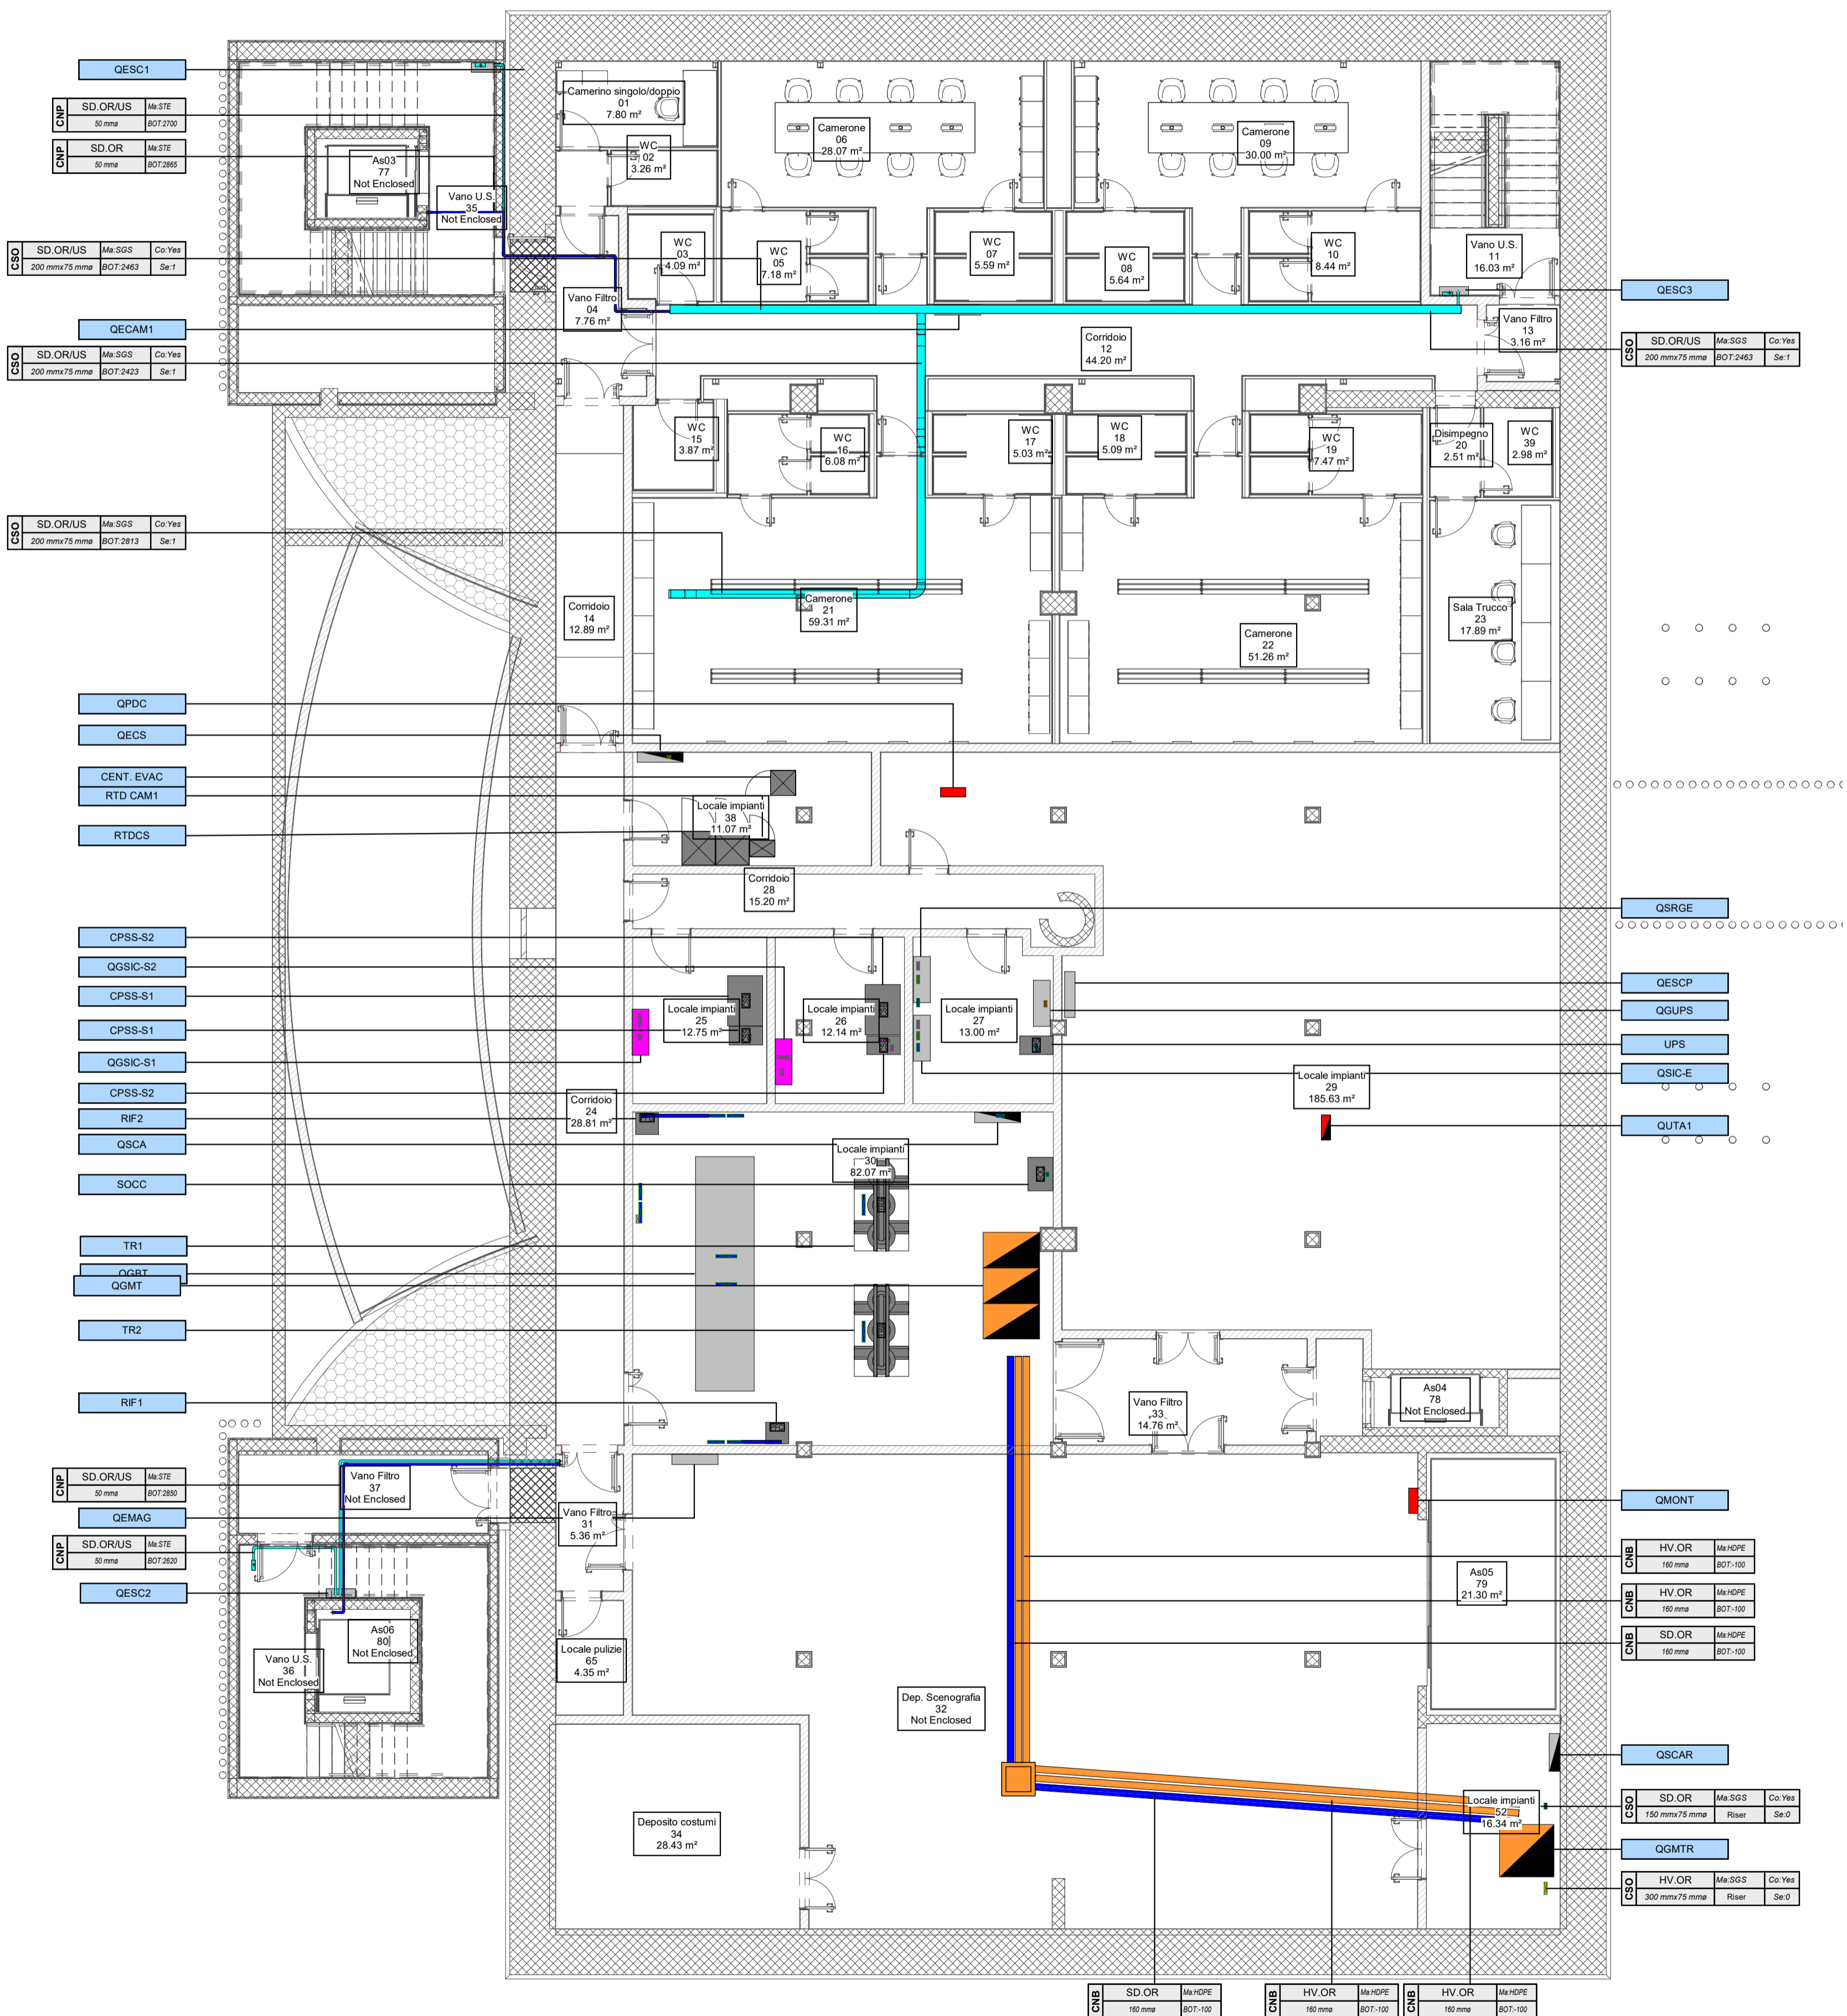 QESC1
CNP SD.OR/US Ma:STE
50 mmø BOT:2700
CNP SD.OR Ma:STE
50 mmø BOT:2865
CSO SD.OR/US Ma:SGS Co:Yes
200 mmx75 mmø BOT:2463 Se:1
QECAM1
CSO SD.OR/US Ma:SGS Co:Yes
200 mmx75 mmø BOT:2423 Se:1
CSO SD.OR/US Ma:SGS Co:Yes
200 mmx75 mmø BOT:2813 Se:1
QPDC
QECS
CENT. EVAC
RTD CAM1
RTDCS
CPSS-S2
QGSIC-S2
CPSS-S1
CPSS-S1
QGSIC-S1
CPSS-S2
RIF2
QSCA
SOCC
TR1
QGBT
QGMT
TR2
RIF1
CNP SD.OR/US Ma:STE
50 mmø BOT:2850
QEMAG
CNP SD.OR/US Ma:STE
50 mmø BOT:2620
QESC2
As03
77
Not Enclosed
Vano U.S.
35
Not Enclosed
Camerino singolo/doppio
01
7.80 m²
WC
02
3.26 m²
Camerone
06
28.07 m²
Camerone
09
30.00 m²
WC
03
4.09 m²
WC
05
7.18 m²
WC
07
5.59 m²
WC
08
5.64 m²
WC
10
8.44 m²
Vano U.S.
11
16.03 m²
Vano Filtro
04
7.76 m²
Vano Filtro
13
3.16 m²
Corridoio
12
44.20 m²
WC
15
3.87 m²
WC
16
6.08 m²
WC
17
5.03 m²
WC
18
5.09 m²
WC
19
7.47 m²
Disimpegno
20
2.51 m²
WC
39
2.98 m²
Corridoio
14
12.89 m²
Camerone
21
59.31 m²
Camerone
22
51.26 m²
Sala Trucco
23
17.89 m²
Locale impianti
38
11.07 m²
Corridoio
28
15.20 m²
Locale impianti
25
12.75 m²
Locale impianti
26
12.14 m²
Locale impianti
27
13.00 m²
Locale impianti
29
185.63 m²
Corridoio
24
28.81 m²
Locale impianti
30
82.07 m²
Vano Filtro
33
14.76 m²
As04
78
Not Enclosed
Vano Filtro
37
Not Enclosed
Vano Filtro
31
5.36 m²
As05
79
21.30 m²
As06
80
Not Enclosed
Vano U.S.
36
Not Enclosed
Locale pulizie
65
4.35 m²
Dep. Scenografia
32
Not Enclosed
Deposito costumi
34
28.43 m²
Locale impianti
52
16.34 m²
QESC3
CSO SD.OR/US Ma:SGS Co:Yes
200 mmx75 mmø BOT:2463 Se:1
QSRGE
QESCP
QGUPS
UPS
QSIC-E
QUTA1
QMONT
CNB HV.OR Ma:HDPE
160 mmø BOT:-100
CNB HV.OR Ma:HDPE
160 mmø BOT:-100
CNB SD.OR Ma:HDPE
160 mmø BOT:-100
QSCAR
CSO SD.OR Ma:SGS Co:Yes
150 mmx75 mmø Riser Se:0
QGMTR
CSO HV.OR Ma:SGS Co:Yes
300 mmx75 mmø Riser Se:0
CNB SD.OR Ma:HDPE
160 mmø BOT:-100
CNB HV.OR Ma:HDPE
160 mmø BOT:-100
CNB HV.OR Ma:HDPE
160 mmø BOT:-100